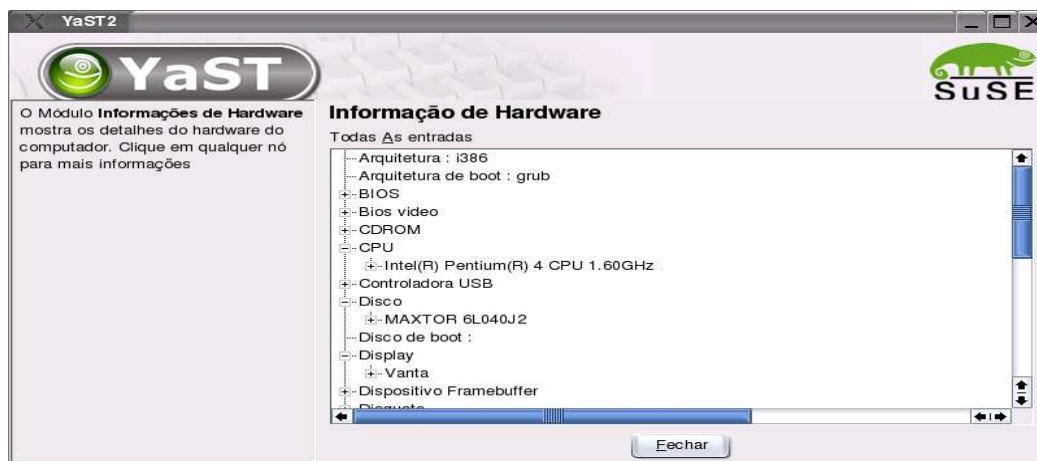 YaST2
YaST
SuSE
O Módulo Informações de Hardware
mostra os detalhes do hardware do
computador. Clique em qualquer nó
para mais informações
Informação de Hardware
Todas As entradas
Arquitetura : i386
Arquitetura de boot : grub
BIOS
Bios video
CDROM
CPU
Intel(R) Pentium(R) 4 CPU 1.60GHz
Controladora USB
Disco
MAXTOR 6L040J2
Disco de boot :
Display
Vanta
Dispositivo Framebuffer
Fechar